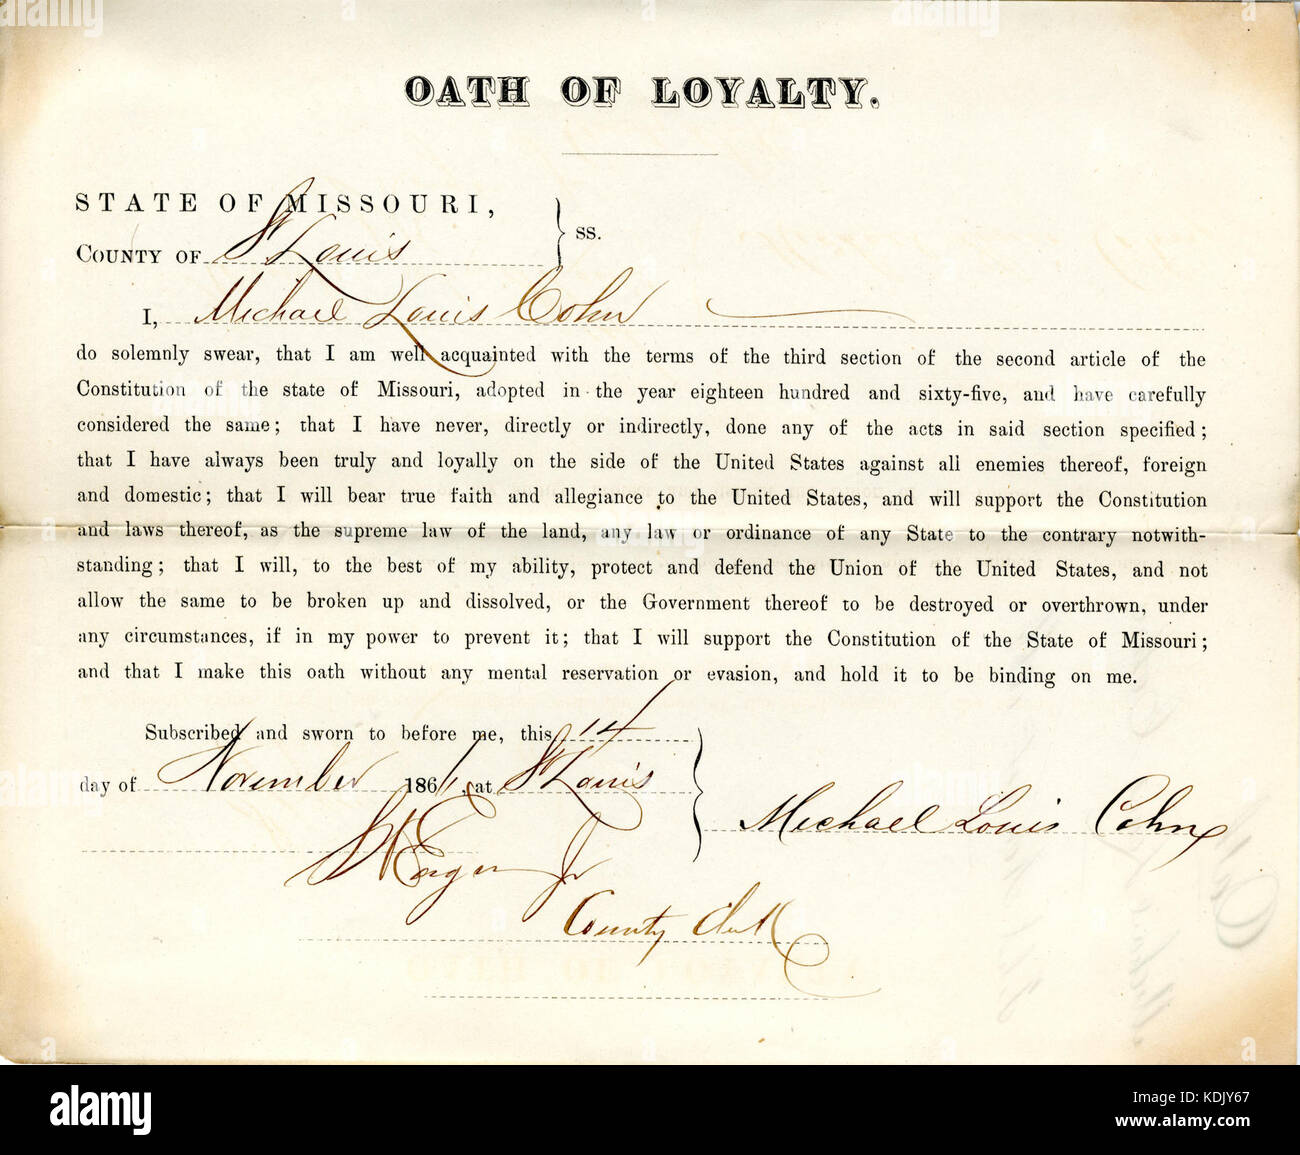 OATH OF LOYALTY.
STATE OF MISSOURI,
COUNTY OF St Louis } ss.
I, Michael Louis Cohn
do solemnly swear, that I am well acquainted with the terms of the third section of the second article of the
Constitution of the state of Missouri, adopted in the year eighteen hundred and sixty-five, and have carefully
considered the same; that I have never, directly or indirectly, done any of the acts in said section specified;
that I have always been truly and loyally on the side of the United States against all enemies thereof, foreign
and domestic; that I will bear true faith and allegiance to the United States, and will support the Constitution
and laws thereof, as the supreme law of the land, any law or ordinance of any State to the contrary notwith-
standing; that I will, to the best of my ability, protect and defend the Union of the United States, and not
allow the same to be broken up and dissolved, or the Government thereof to be destroyed or overthrown, under
any circumstances, if in my power to prevent it; that I will support the Constitution of the State of Missouri;
and that I make this oath without any mental reservation or evasion, and hold it to be binding on me.
Subscribed and sworn to before me, this 14
day of November 186, at St Louis
Michael Louis Cohn
Jr
County Clerk
alamy
Image ID: KDJY67
www.alamy.com